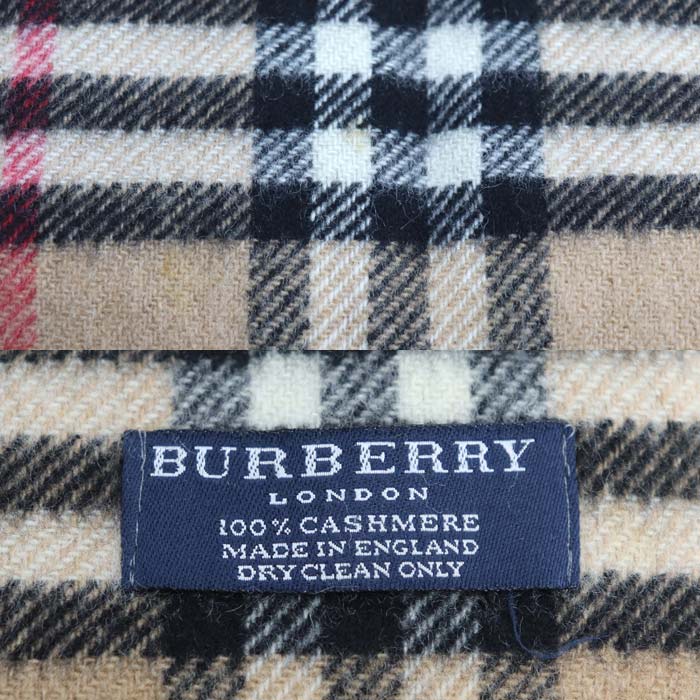 BURBERRY
LONDON
100% CASHMERE
MADE IN ENGLAND
DRY CLEAN ONLY